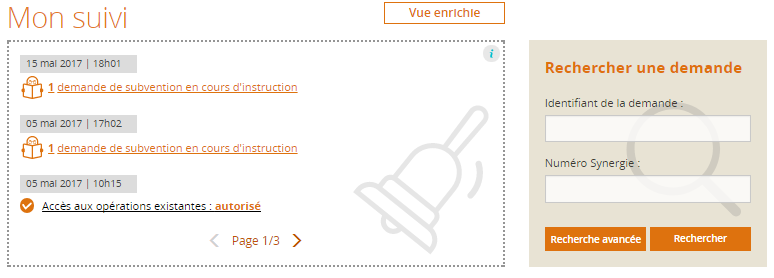 Mon suivi
Vue enrichie
15 mai 2017 | 18h01
1 demande de subvention en cours d'instruction
05 mai 2017 | 17h02
1 demande de subvention en cours d'instruction
05 mai 2017 | 10h15
Accès aux opérations existantes : autorisé
Page 1/3
i
Rechercher une demande
Identifiant de la demande :
Numéro Synergie :
Recherche avancée
Rechercher